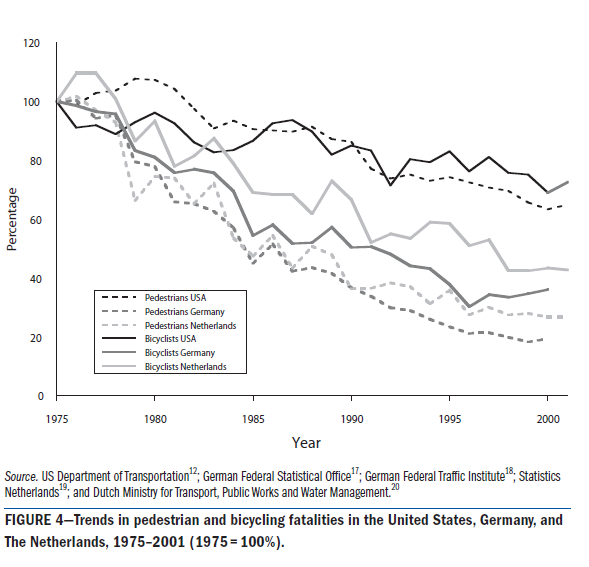 120
100
80
60
40
20
0
Percentage
Pedestrians USA
Pedestrians Germany
Pedestrians Netherlands
Bicyclists USA
Bicyclists Germany
Bicyclists Netherlands
1975 1980 1985 1990 1995 2000
Year
Source. US Department of Transportation12; German Federal Statistical Office17; German Federal Traffic Institute18; Statistics
Netherlands19; and Dutch Ministry for Transport, Public Works and Water Management.20
FIGURE 4—Trends in pedestrian and bicycling fatalities in the United States, Germany, and
The Netherlands, 1975–2001 (1975 = 100%).